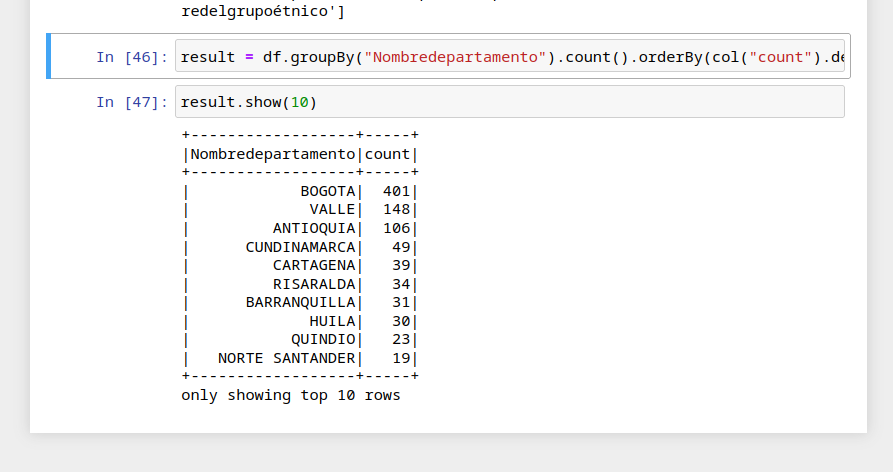 redelgrupoétnico']
In [46]: result = df.groupBy("Nombredepartamento").count().orderBy(col("count").de
In [47]: result.show(10)
+------------------+-----+
|Nombredepartamento|count|
+------------------+-----+
|            BOGOTA|  401|
|             VALLE|  148|
|         ANTIOQUIA|  106|
|      CUNDINAMARCA|   49|
|         CARTAGENA|   39|
|         RISARALDA|   34|
|      BARRANQUILLA|   31|
|             HUILA|   30|
|           QUINDIO|   23|
|   NORTE SANTANDER|   19|
+------------------+-----+
only showing top 10 rows